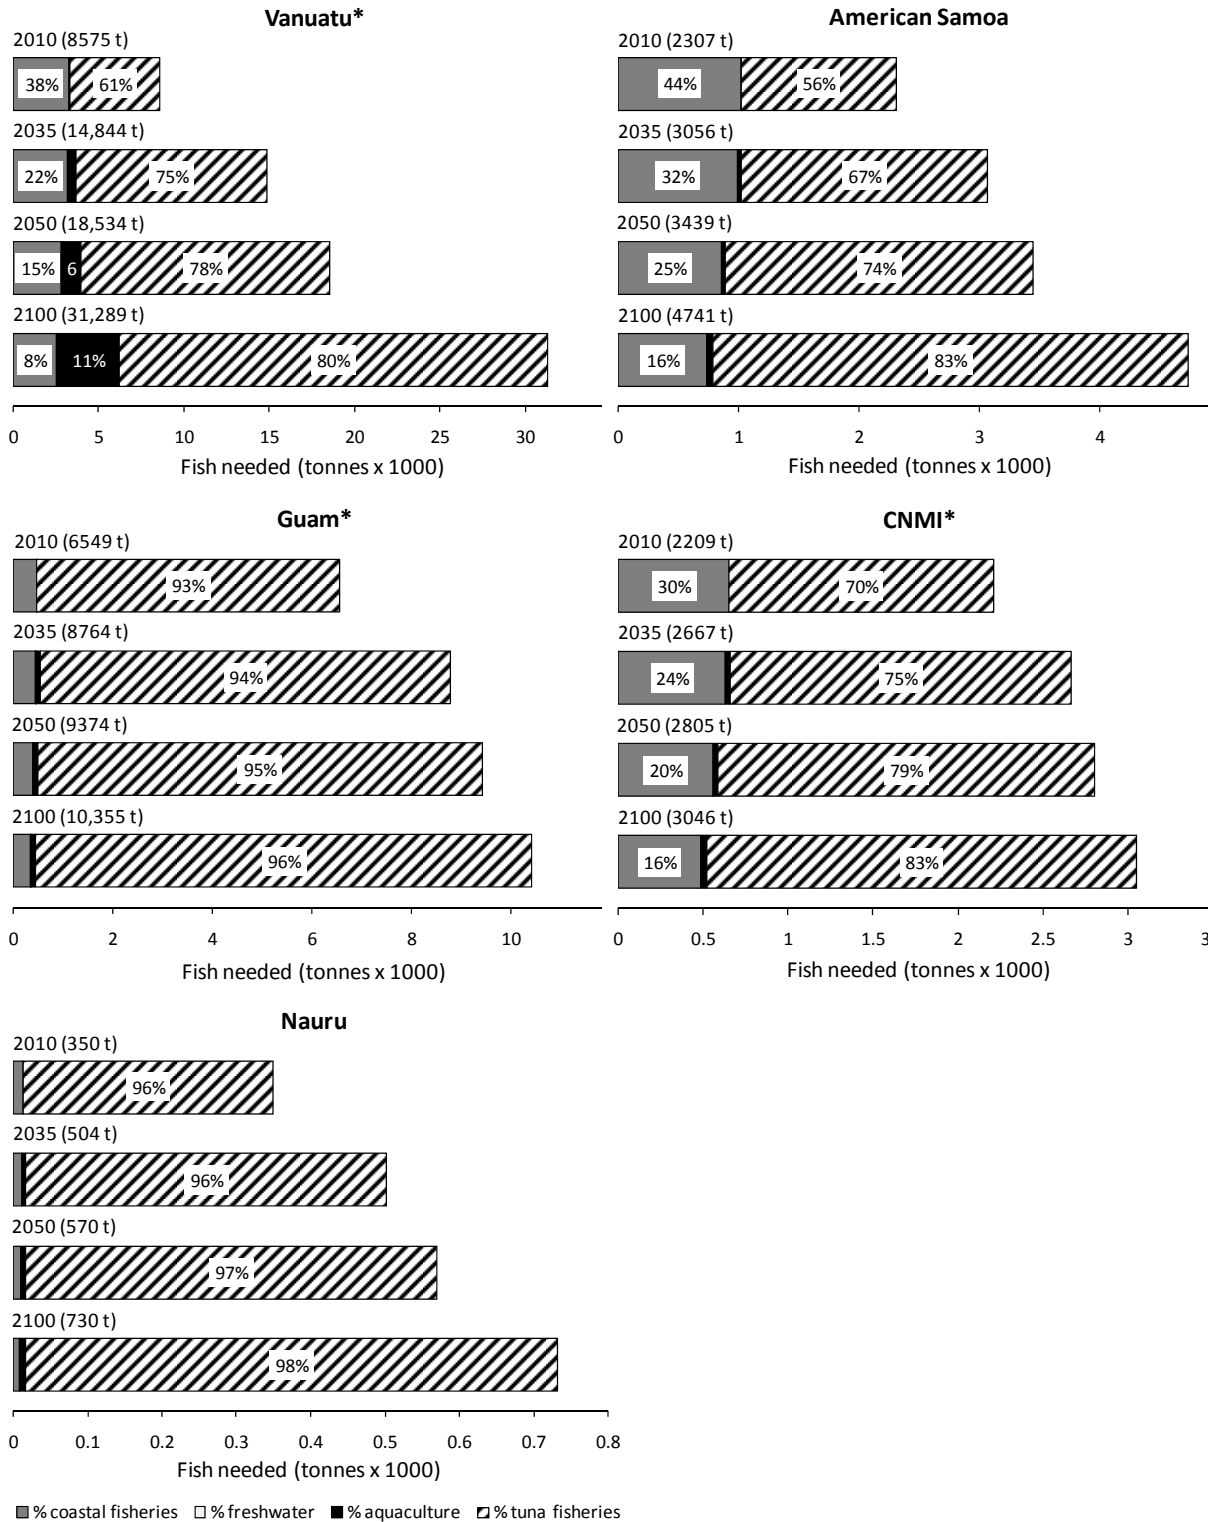 Vanuatu*
2010 (8575 t)
38% 61%
2035 (14,844 t)
22% 75%
2050 (18,534 t)
15% 6 78%
2100 (31,289 t)
8% 11% 80%
0 5 10 15 20 25 30
Fish needed (tonnes x 1000)
American Samoa
2010 (2307 t)
44% 56%
2035 (3056 t)
32% 67%
2050 (3439 t)
25% 74%
2100 (4741 t)
16% 83%
0 1 2 3 4
Fish needed (tonnes x 1000)
Guam*
2010 (6549 t)
93%
2035 (8764 t)
94%
2050 (9374 t)
95%
2100 (10,355 t)
96%
0 2 4 6 8 10
Fish needed (tonnes x 1000)
CNMI*
2010 (2209 t)
30% 70%
2035 (2667 t)
24% 75%
2050 (2805 t)
20% 79%
2100 (3046 t)
16% 83%
0 0.5 1 1.5 2 2.5 3
Fish needed (tonnes x 1000)
Nauru
2010 (350 t)
96%
2035 (504 t)
96%
2050 (570 t)
97%
2100 (730 t)
98%
0 0.1 0.2 0.3 0.4 0.5 0.6 0.7 0.8
Fish needed (tonnes x 1000)
% coastal fisheries % freshwater % aquaculture % tuna fisheries